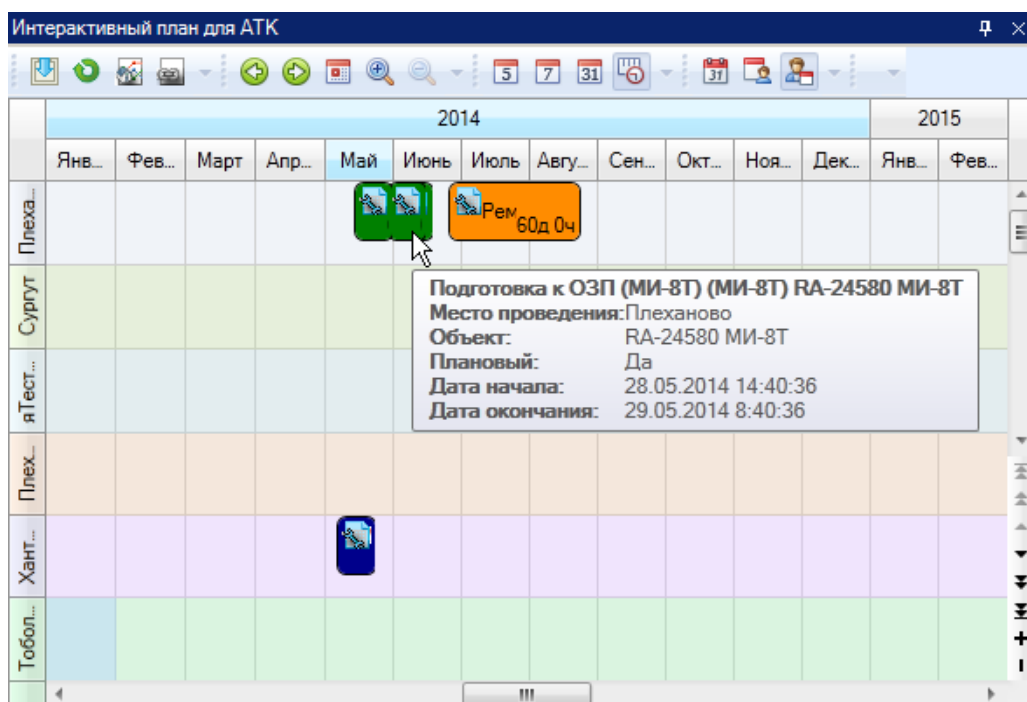 Интерактивный план для АТК
5 7 31 31
2014 2015
Янв... Фев... Март Апр... Май Июнь Июль Авгу... Сен... Окт... Ноя... Дек... Янв... Фев...
Плеха...
Рем
60д 0ч
Сургут
Подготовка к ОЗП (МИ-8Т) (МИ-8Т) RA-24580 МИ-8Т
Место проведения:Плеханово
Объект: RA-24580 МИ-8Т
Плановый: Да
Дата начала: 28.05.2014 14:40:36
Дата окончания: 29.05.2014 8:40:36
яТест...
Плех...
Хант...
Тобол...